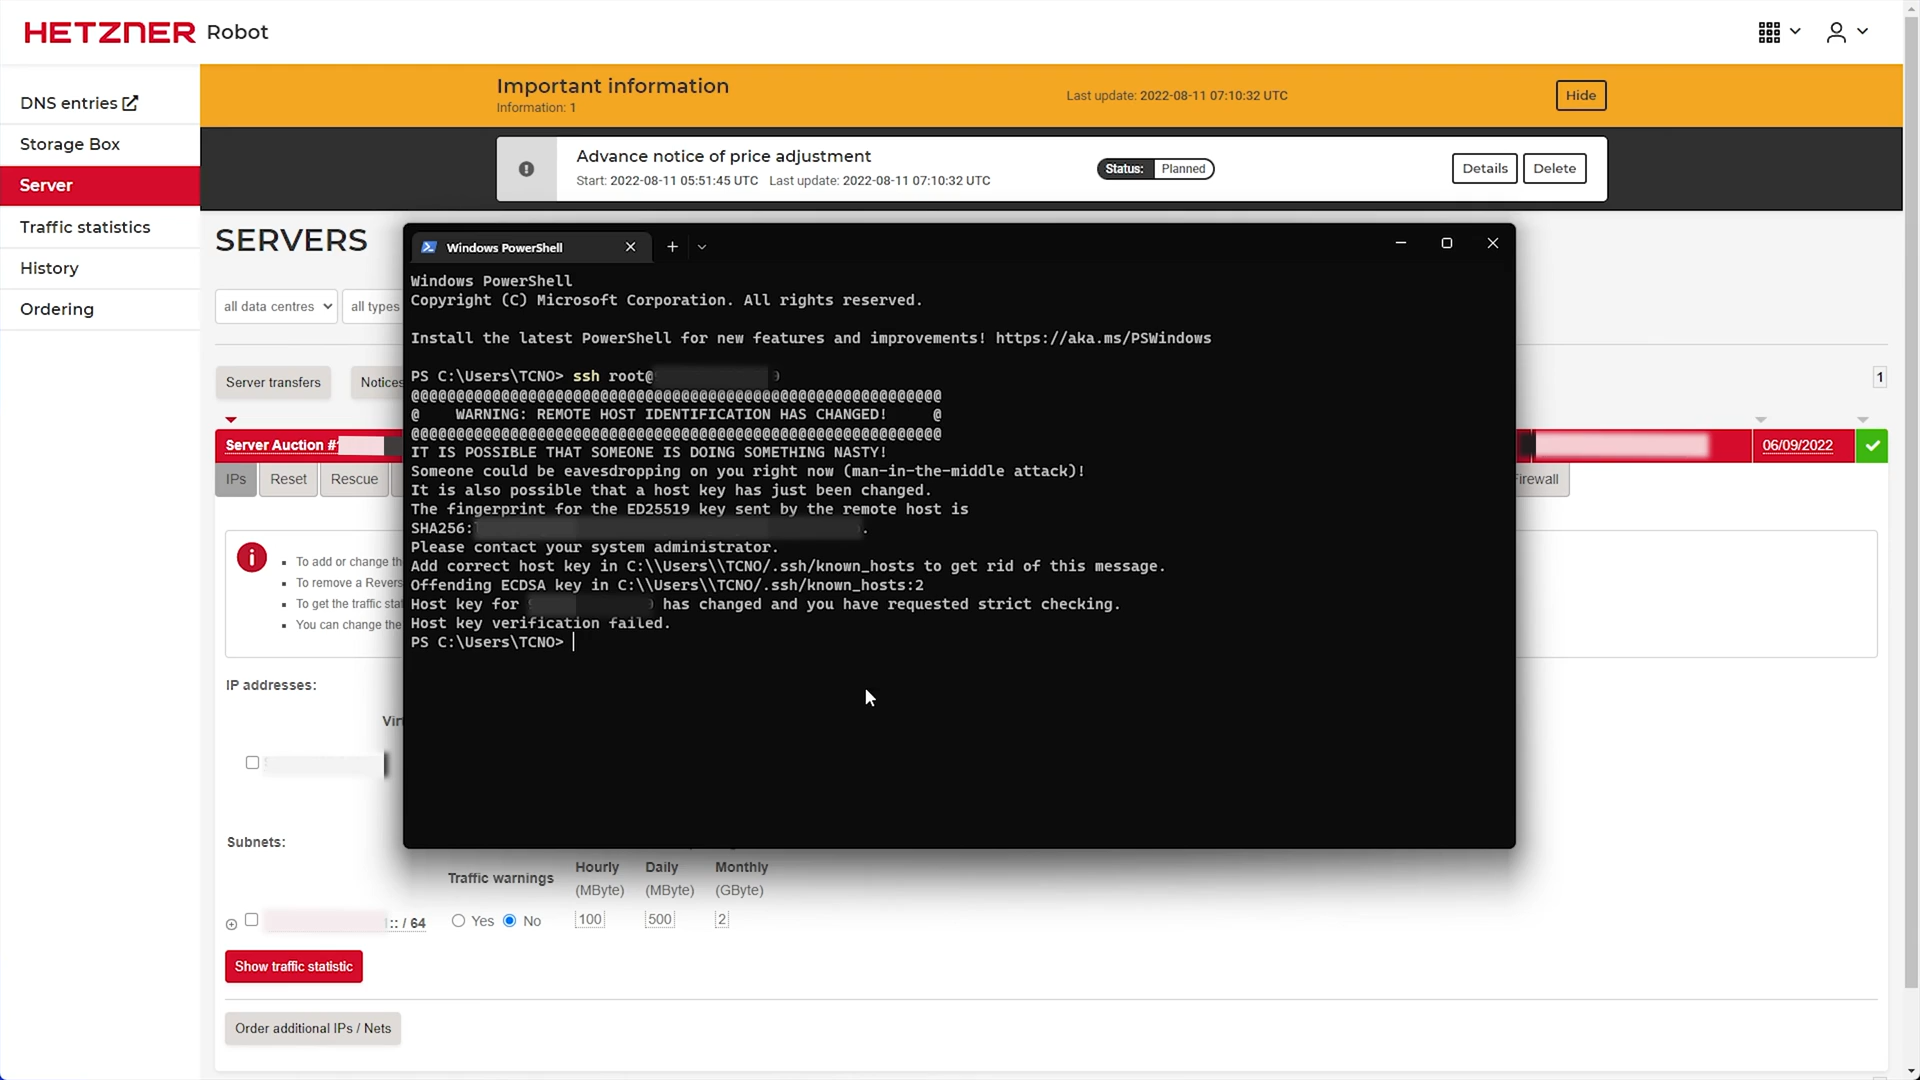 HETZNER Robot
DNS entries
Storage Box
Server
Traffic statistics
History
Ordering
Important information
Information: 1
Last update: 2022-08-11 07:10:32 UTC
Hide
Advance notice of price adjustment
Start: 2022-08-11 05:51:45 UTC Last update: 2022-08-11 07:10:32 UTC
Status: Planned
Details
Delete
SERVERS
all data centres
all types
Server transfers
Notices
1
Server Auction #
06/09/2022
IPs
Reset
Rescue
Firewall
To add or change th
To remove a Revers
To get the traffic stat
You can change the
IP addresses:
Virt
Subnets:
Traffic warnings
Hourly
Daily
Monthly
(MByte)
(MByte)
(GByte)
:: / 64
Yes
No
100
500
2
Show traffic statistic
Order additional IPs / Nets
Windows PowerShell
Windows PowerShell
Copyright (C) Microsoft Corporation. All rights reserved.
Install the latest PowerShell for new features and improvements! https://aka.ms/PSWindows
PS C:\Users\TCNO> ssh root@
@@@@@@@@@@@@@@@@@@@@@@@@@@@@@@@@@@@@@@@@@@@@@@@@@@@@@@@@@@@
@    WARNING: REMOTE HOST IDENTIFICATION HAS CHANGED!     @
@@@@@@@@@@@@@@@@@@@@@@@@@@@@@@@@@@@@@@@@@@@@@@@@@@@@@@@@@@@
IT IS POSSIBLE THAT SOMEONE IS DOING SOMETHING NASTY!
Someone could be eavesdropping on you right now (man-in-the-middle attack)!
It is also possible that a host key has just been changed.
The fingerprint for the ED25519 key sent by the remote host is
SHA256: .
Please contact your system administrator.
Add correct host key in C:\\Users\\TCNO/.ssh/known_hosts to get rid of this message.
Offending ECDSA key in C:\\Users\\TCNO/.ssh/known_hosts:2
Host key for has changed and you have requested strict checking.
Host key verification failed.
PS C:\Users\TCNO>